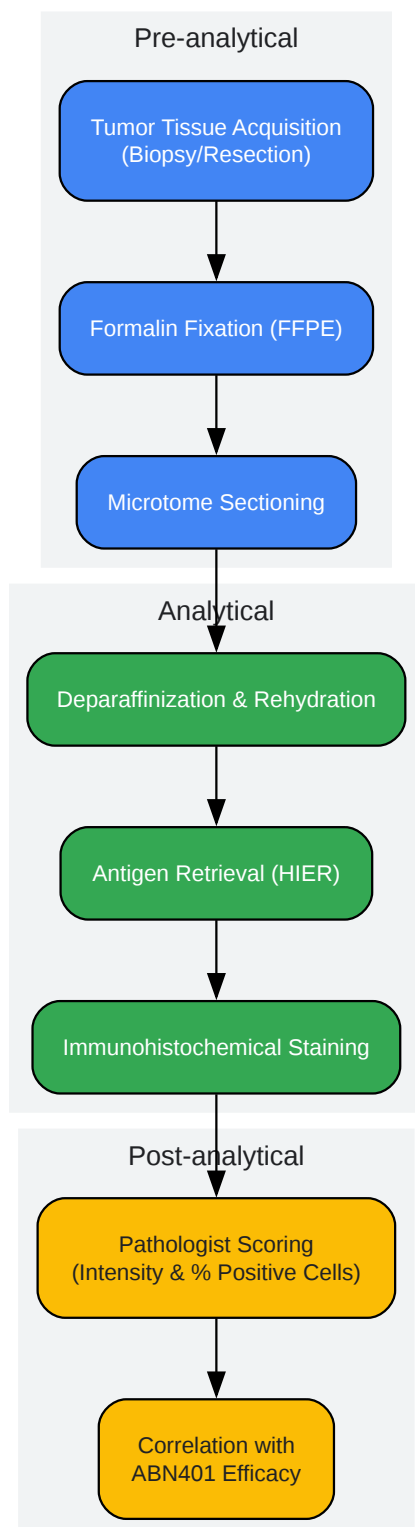 Pre-analytical
Tumor Tissue Acquisition
(Biopsy/Resection)
Formalin Fixation (FFPE)
Microtome Sectioning
Analytical
Deparaffinization & Rehydration
Antigen Retrieval (HIER)
Immunohistochemical Staining
Post-analytical
Pathologist Scoring
(Intensity & % Positive Cells)
Correlation with
ABN401 Efficacy